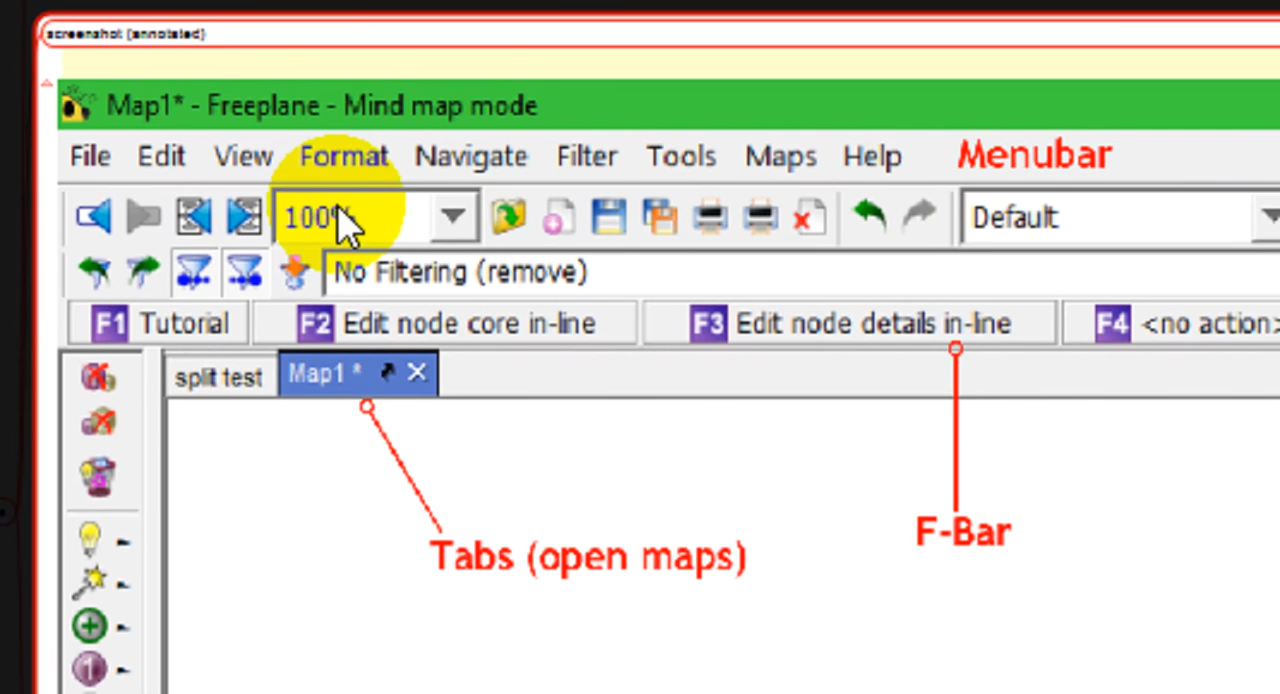 screenshot (annotated)
Map1* - Freeplane - Mind map mode
File Edit View Format Navigate Filter Tools Maps Help Menubar
100% Default
No Filtering (remove)
F1 Tutorial F2 Edit node core in-line F3 Edit node details in-line F4 <no action>
split test Map1 *
Tabs (open maps)
F-Bar
1